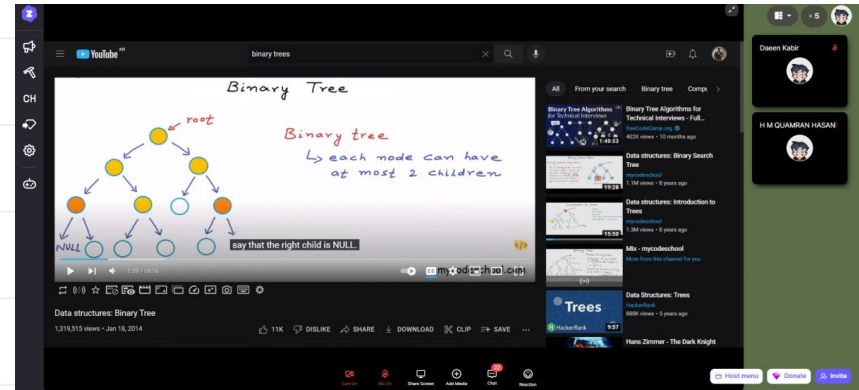 5
YouTube
binary trees
Daeen Kabir
CH
Binary Tree
root
Binary tree
↳ each node can have
at most 2 children
NULL
say that the right child is NULL.
mycodeschool.com
Data structures: Binary Tree
1,319,515 views • Jan 18, 2014
11K
DISLIKE
SHARE
DOWNLOAD
CLIP
SAVE
All
From your search
Binary tree
Binary Tree Algorithms for
Technical Interviews - Full...
freeCodeCamp.org
402K views • 10 months ago
1:48:53
Data structures: Binary Search
Tree
mycodeschool
1.1M views • 8 years ago
19:28
Data structures: Introduction to
Trees
mycodeschool
1.3M views • 8 years ago
15:50
Mix - mycodeschool
More from this channel for you
Data Structures: Trees
HackerRank
880K views • 5 years ago
Trees
HackerRank
9:57
Hans Zimmer - The Dark Knight
H M QUAMRAN HASAN
Cam On
Mic On
Share Screen
Add Media
Chat
Reaction
Host menu
Donate
Invite